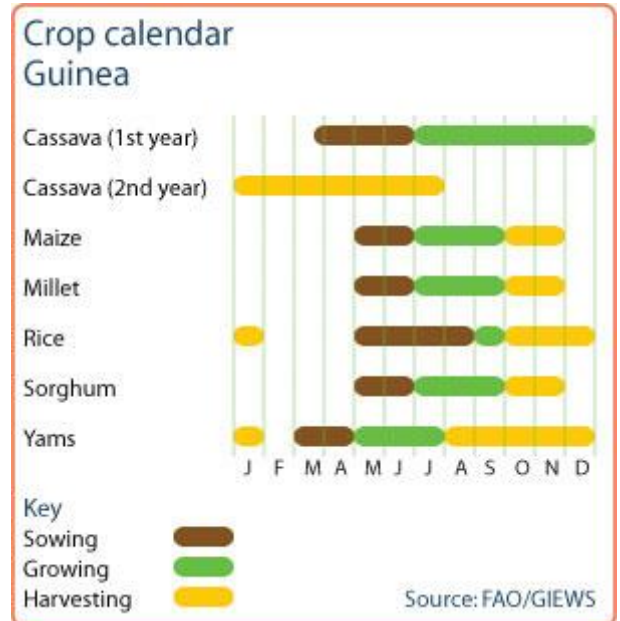 Crop calendar
Guinea
Cassava (1st year)
Cassava (2nd year)
Maize
Millet
Rice
Sorghum
Yams
J F M A M J J A S O N D
Key
Sowing
Growing
Harvesting
Source: FAO/GIEWS